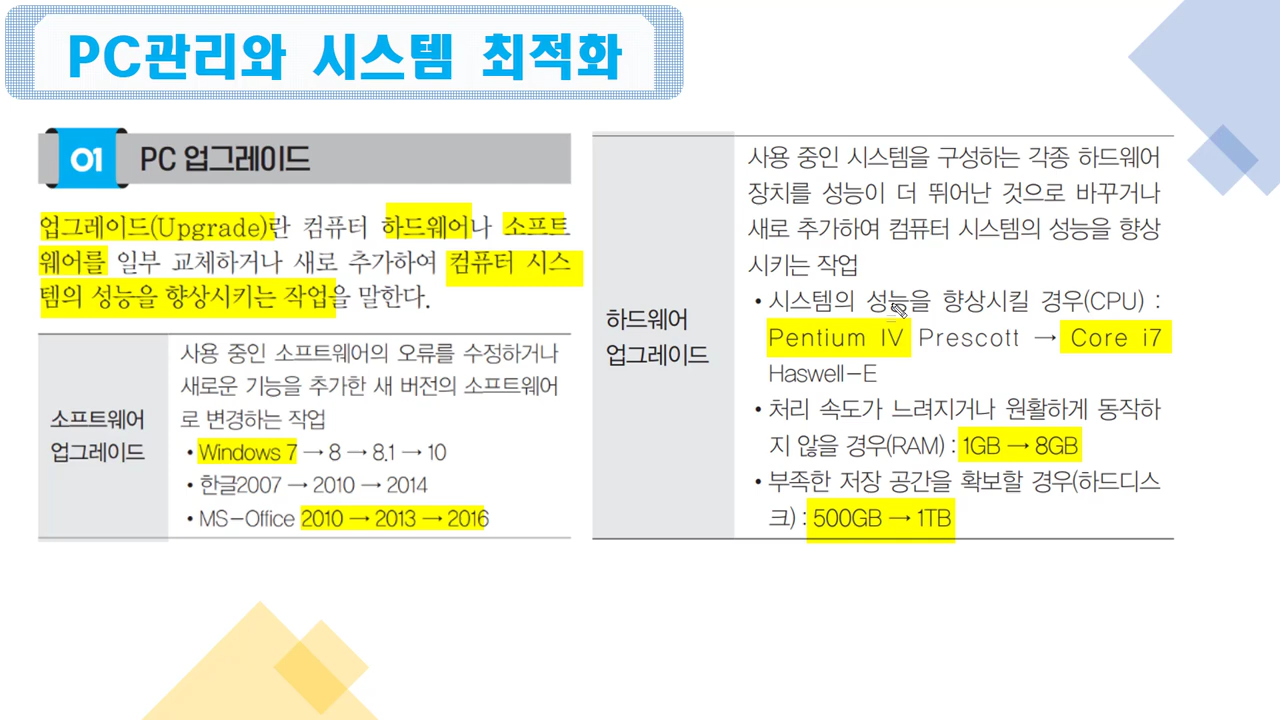 PC관리와 시스템 최적화
01 PC 업그레이드
업그레이드(Upgrade)란 컴퓨터 하드웨어나 소프트
웨어를 일부 교체하거나 새로 추가하여 컴퓨터 시스
템의 성능을 향상시키는 작업을 말한다.
소프트웨어
업그레이드
사용 중인 소프트웨어의 오류를 수정하거나
새로운 기능을 추가한 새 버전의 소프트웨어
로 변경하는 작업
• Windows 7 → 8 → 8.1 → 10
• 한글2007 → 2010 → 2014
• MS-Office 2010 → 2013 → 2016
하드웨어
업그레이드
사용 중인 시스템을 구성하는 각종 하드웨어
장치를 성능이 더 뛰어난 것으로 바꾸거나
새로 추가하여 컴퓨터 시스템의 성능을 향상
시키는 작업
• 시스템의 성능을 향상시킬 경우(CPU) :
Pentium Ⅳ Prescott → Core i7
Haswell-E
• 처리 속도가 느려지거나 원활하게 동작하
지 않을 경우(RAM) : 1GB → 8GB
• 부족한 저장 공간을 확보할 경우(하드디스
크) : 500GB → 1TB